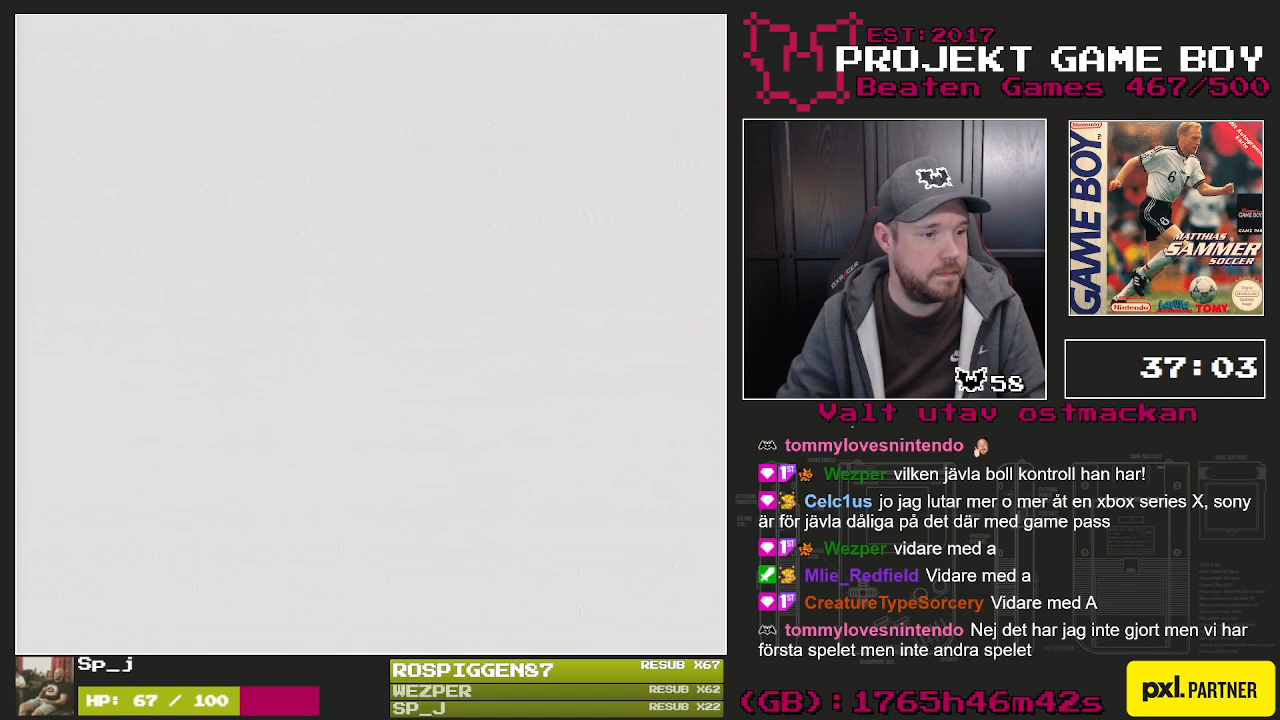 EST:2017
PROJEKT GAME BOY
Beaten Games 467/500
Nintendo
GAME BOY
6
MATTHIAS
SAMMER
SOCCER
Nintendo
TOMY
DXRACER
58
37:03
Valt utav ostmackan
tommylovesnintendo
Wezper vilken jävla boll kontroll han har!
Celc1us jo jag lutar mer o mer åt en xbox series X, sony
är för jävla dåliga på det där med game pass
Wezper vidare med a
Mlie_Redfield Vidare med a
CreatureTypeSorcery Vidare med A
tommylovesnintendo Nej det har jag inte gjort men vi har
första spelet men inte andra spelet
Sp_j
HP: 67 / 100
ROSPIGGEN87 RESUB X67
WEZPER RESUB X62
SP_J RESUB X22
(GB):1765h46m42s
pxl.PARTNER